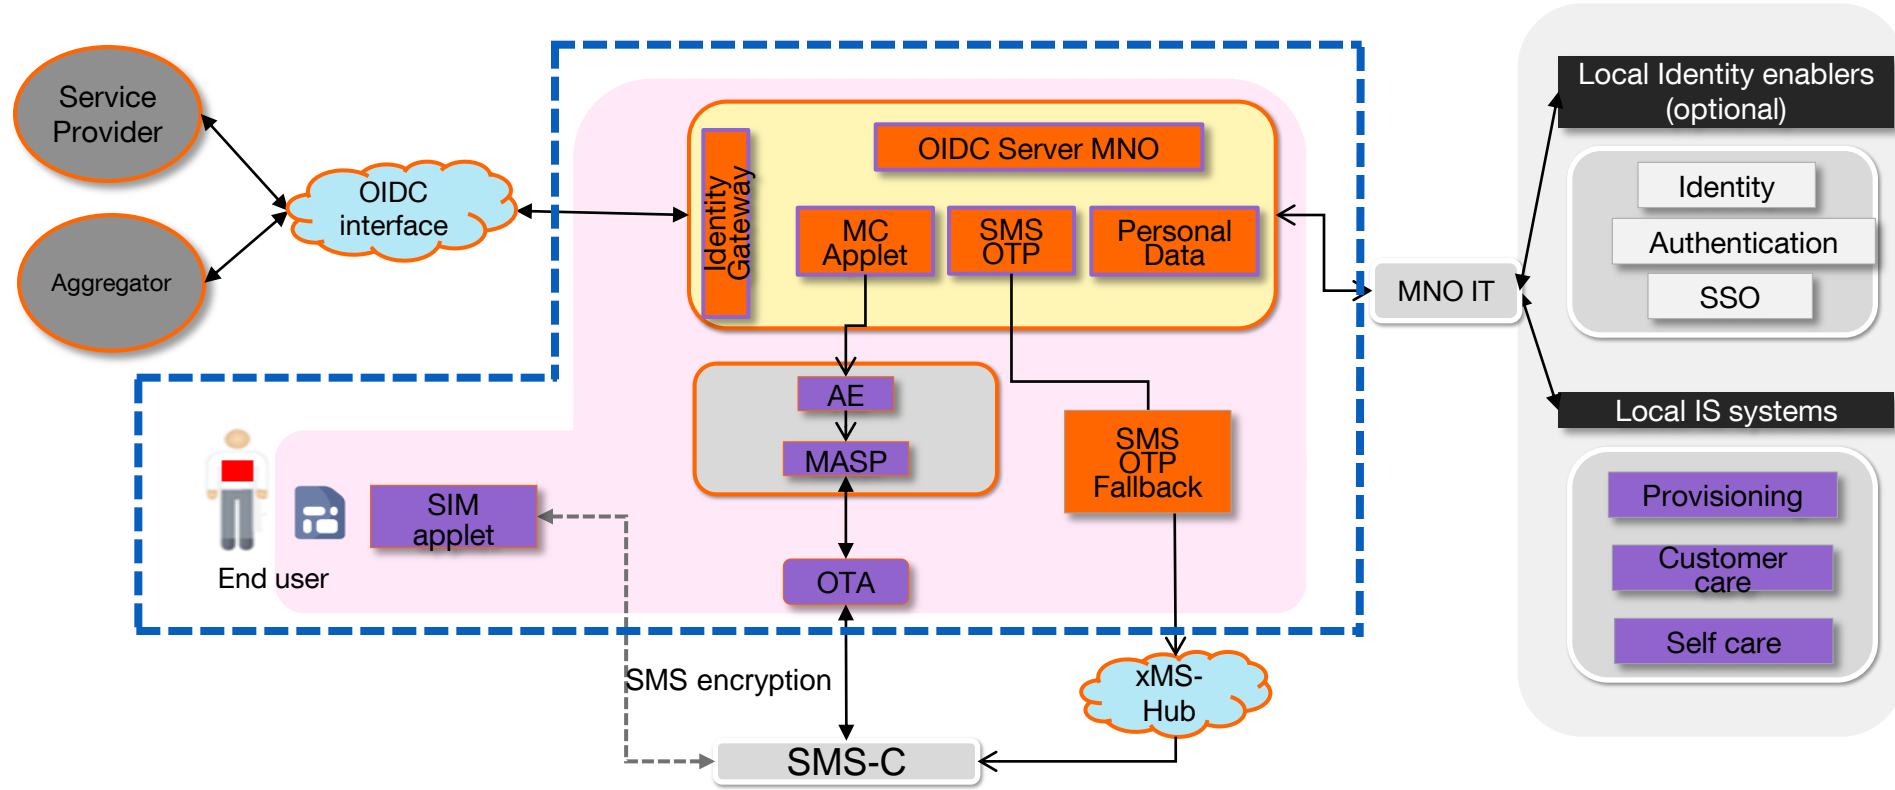 Service
Provider
Aggregator
OIDC
interface
Identity
Gateway
OIDC Server MNO
MC
Applet
SMS
OTP
Personal
Data
AE
MASP
OTA
SMS
OTP
Fallback
SIM
applet
End user
SMS encryption
xMS-
Hub
SMS-C
MNO IT
Local Identity enablers
(optional)
Identity
Authentication
SSO
Local IS systems
Provisioning
Customer
care
Self care